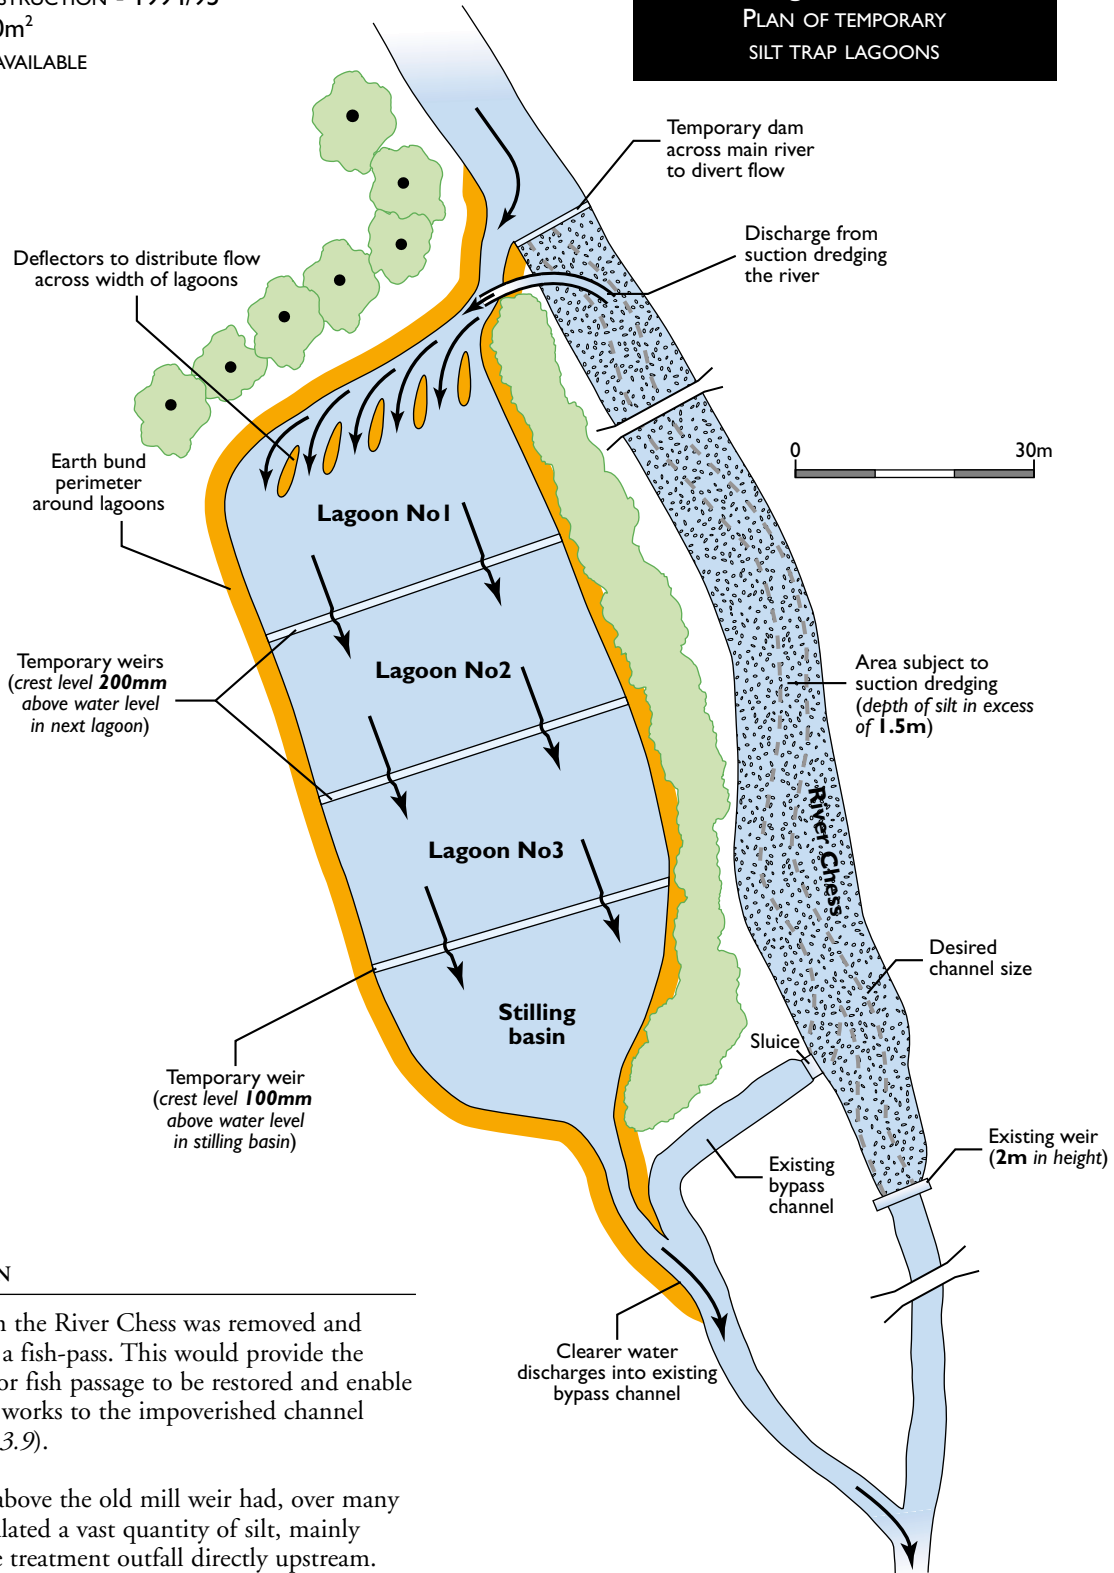 - 1994/95
0m²
AVAILABLE
PLAN OF TEMPORARY
SILT TRAP LAGOONS
Temporary dam
across main river
to divert flow
Discharge from
suction dredging
the river
Deflectors to distribute flow
across width of lagoons
0 30m
Earth bund
perimeter
around lagoons
Lagoon No1
Temporary weirs
(crest level 200mm
above water level
in next lagoon)
Lagoon No2
Area subject to
suction dredging
(depth of silt in excess
of 1.5m)
River Chess
Lagoon No3
Desired
channel size
Stilling
basin
Sluice
Temporary weir
(crest level 100mm
above water level
in stilling basin)
Existing weir
(2m in height)
Existing
bypass
channel
Clearer water
discharges into existing
bypass channel
N
the River Chess was removed and
a fish-pass. This would provide the
or fish passage to be restored and enable
works to the impoverished channel
3.9).
above the old mill weir had, over many
lated a vast quantity of silt, mainly
treatment outfall directly upstream.